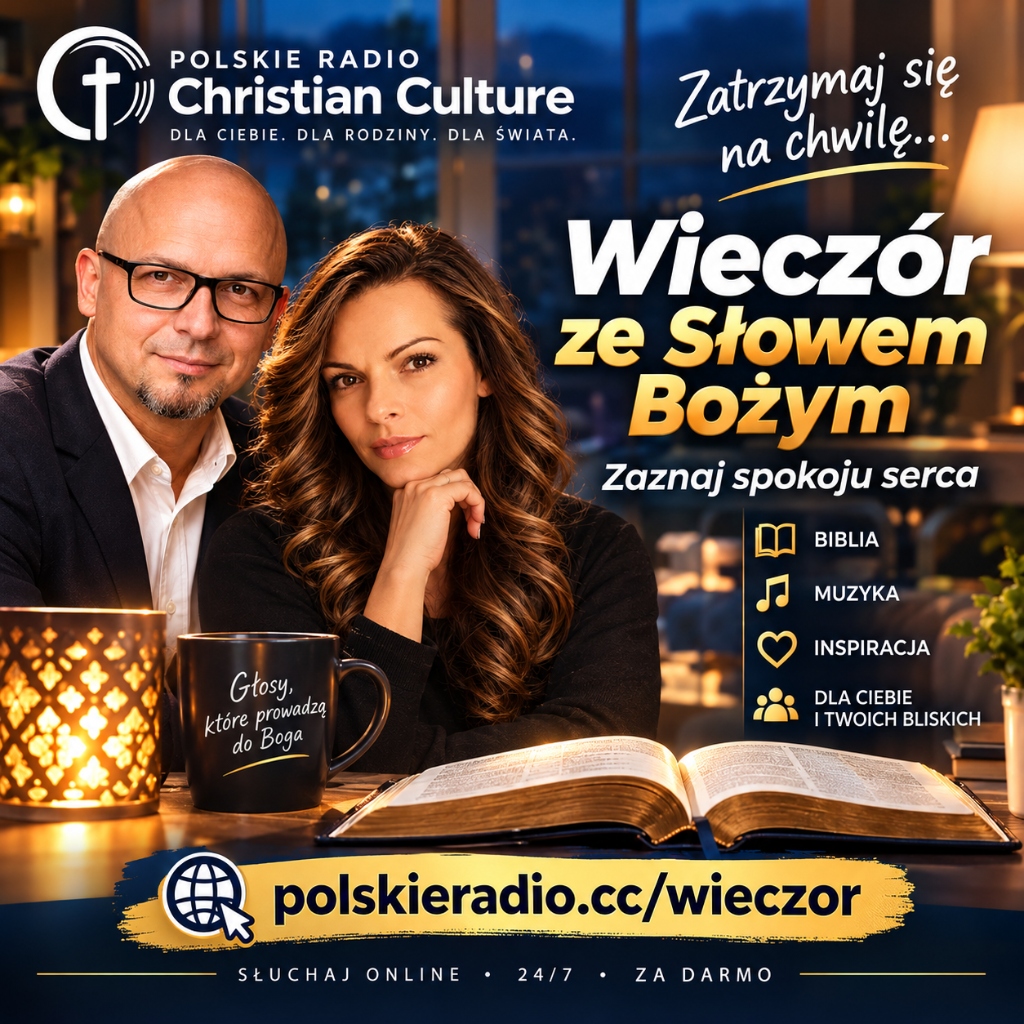 POLSKIE RADIO
Christian Culture
DLA CIEBIE. DLA RODZINY. DLA ŚWIATA.
Zatrzymaj się
na chwilę...
Wieczór
ze Słowem
Bożym
Zaznaj spokoju serca
BIBLIA
MUZYKA
INSPIRACJA
DLA CIEBIE
I TWOICH BLISKICH
Głosy,
które prowadzą
do Boga
polskieradio.cc/wieczor
SŁUCHAJ ONLINE • 24/7 • ZA DARMO